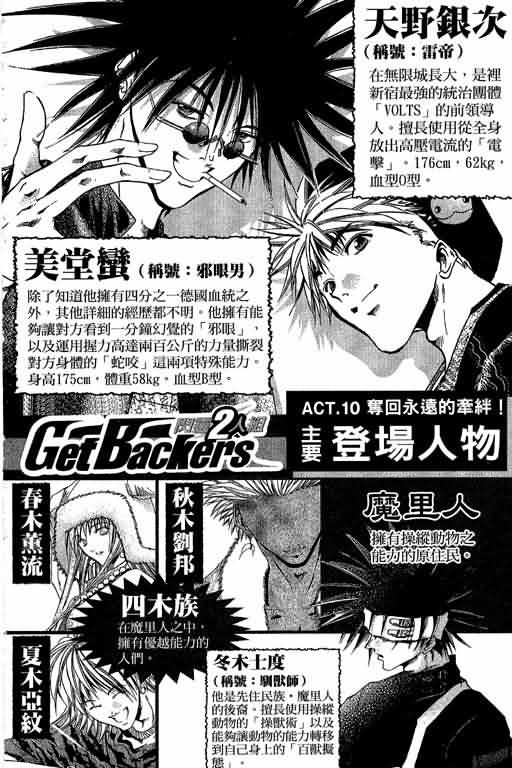 天野銀次
（稱號：雷帝）
在無限城長大，是裡
新宿最強的統治團體
「VOLTS」的前領導
人。擅長使用從全身
放出高壓電流的「電
擊」。176cm，62kg，
血型O型。
美堂蠻（稱號：邪眼男）
除了知道他擁有四分之一德國血統之
外，其他詳細的經歷都不明。他擁有能
夠讓對方看到一分鐘幻覺的「邪眼」，
以及運用握力高達兩百公斤的力量撕裂
對方身體的「蛇咬」這兩項特殊能力。
身高175cm，體重58kg，血型B型。
閃靈2人組
GetBackers
ACT.10 奪回永遠的牽絆！
主要 登場人物
春木薰流
秋木劉邦
魔里人
擁有操縱動物之
能力的原住民。
四木族
在魔里人之中，
擁有優越能力的
人們。
夏木亞紋
冬木士度
（稱號：馴獸師）
他是先住民族‧魔里人
的後裔。擅長使用操縱
動物的「操獸術」以及
能夠讓動物的能力轉移
到自己身上的「百獸擬
態」。